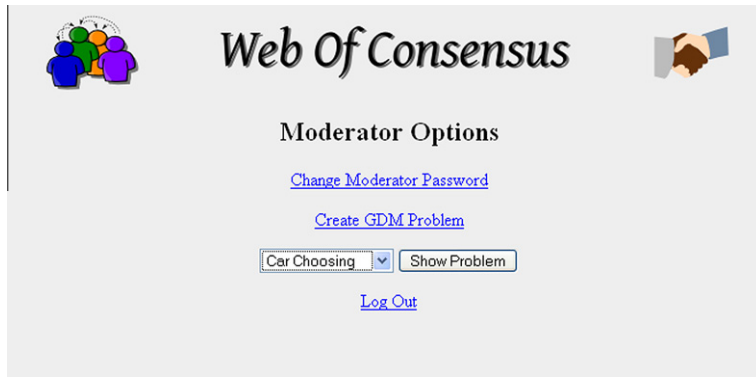 Web Of Consensus
Moderator Options
Change Moderator Password
Create GDM Problem
Car Choosing Show Problem
Log Out